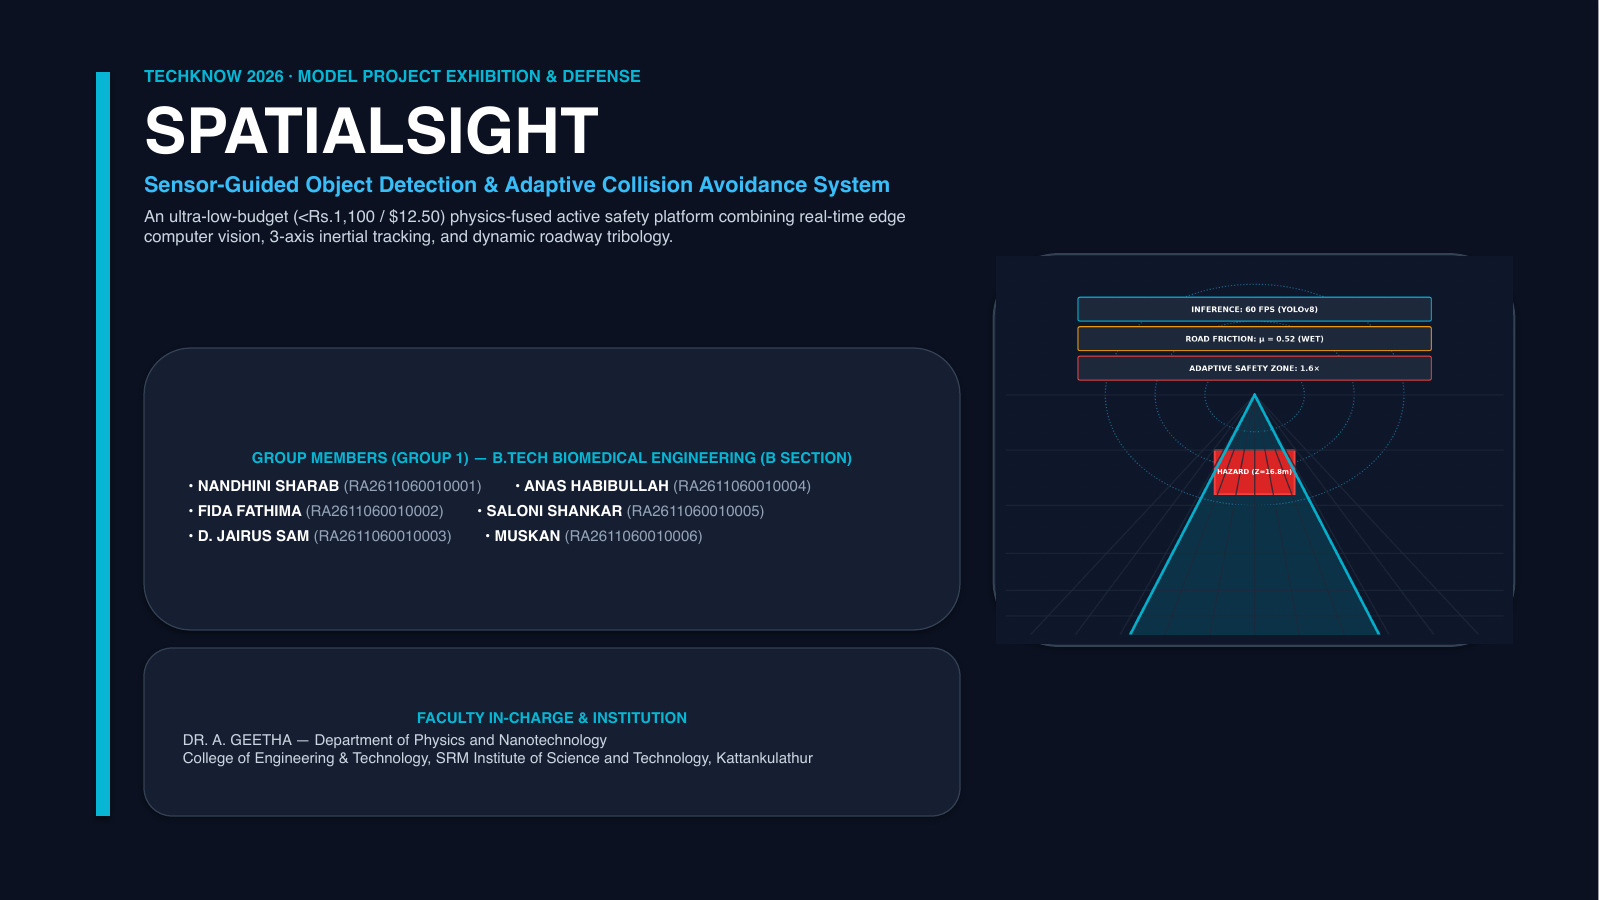 TECHKNOW 2026 · MODEL PROJECT EXHIBITION & DEFENSE
SPATIALSIGHT
Sensor-Guided Object Detection & Adaptive Collision Avoidance System
An ultra-low-budget (<Rs.1,100 / $12.50) physics-fused active safety platform combining real-time edge
computer vision, 3-axis inertial tracking, and dynamic roadway tribology.
GROUP MEMBERS (GROUP 1) — B.TECH BIOMEDICAL ENGINEERING (B SECTION)
• NANDHINI SHARAB (RA2611060010001) • ANAS HABIBULLAH (RA2611060010004)
• FIDA FATHIMA (RA2611060010002) • SALONI SHANKAR (RA2611060010005)
• D. JAIRUS SAM (RA2611060010003) • MUSKAN (RA2611060010006)
FACULTY IN-CHARGE & INSTITUTION
DR. A. GEETHA — Department of Physics and Nanotechnology
College of Engineering & Technology, SRM Institute of Science and Technology, Kattankulathur
INFERENCE: 60 FPS (YOLOv8)
ROAD FRICTION: μ = 0.52 (WET)
ADAPTIVE SAFETY ZONE: 1.6×
HAZARD (Z=16.8m)